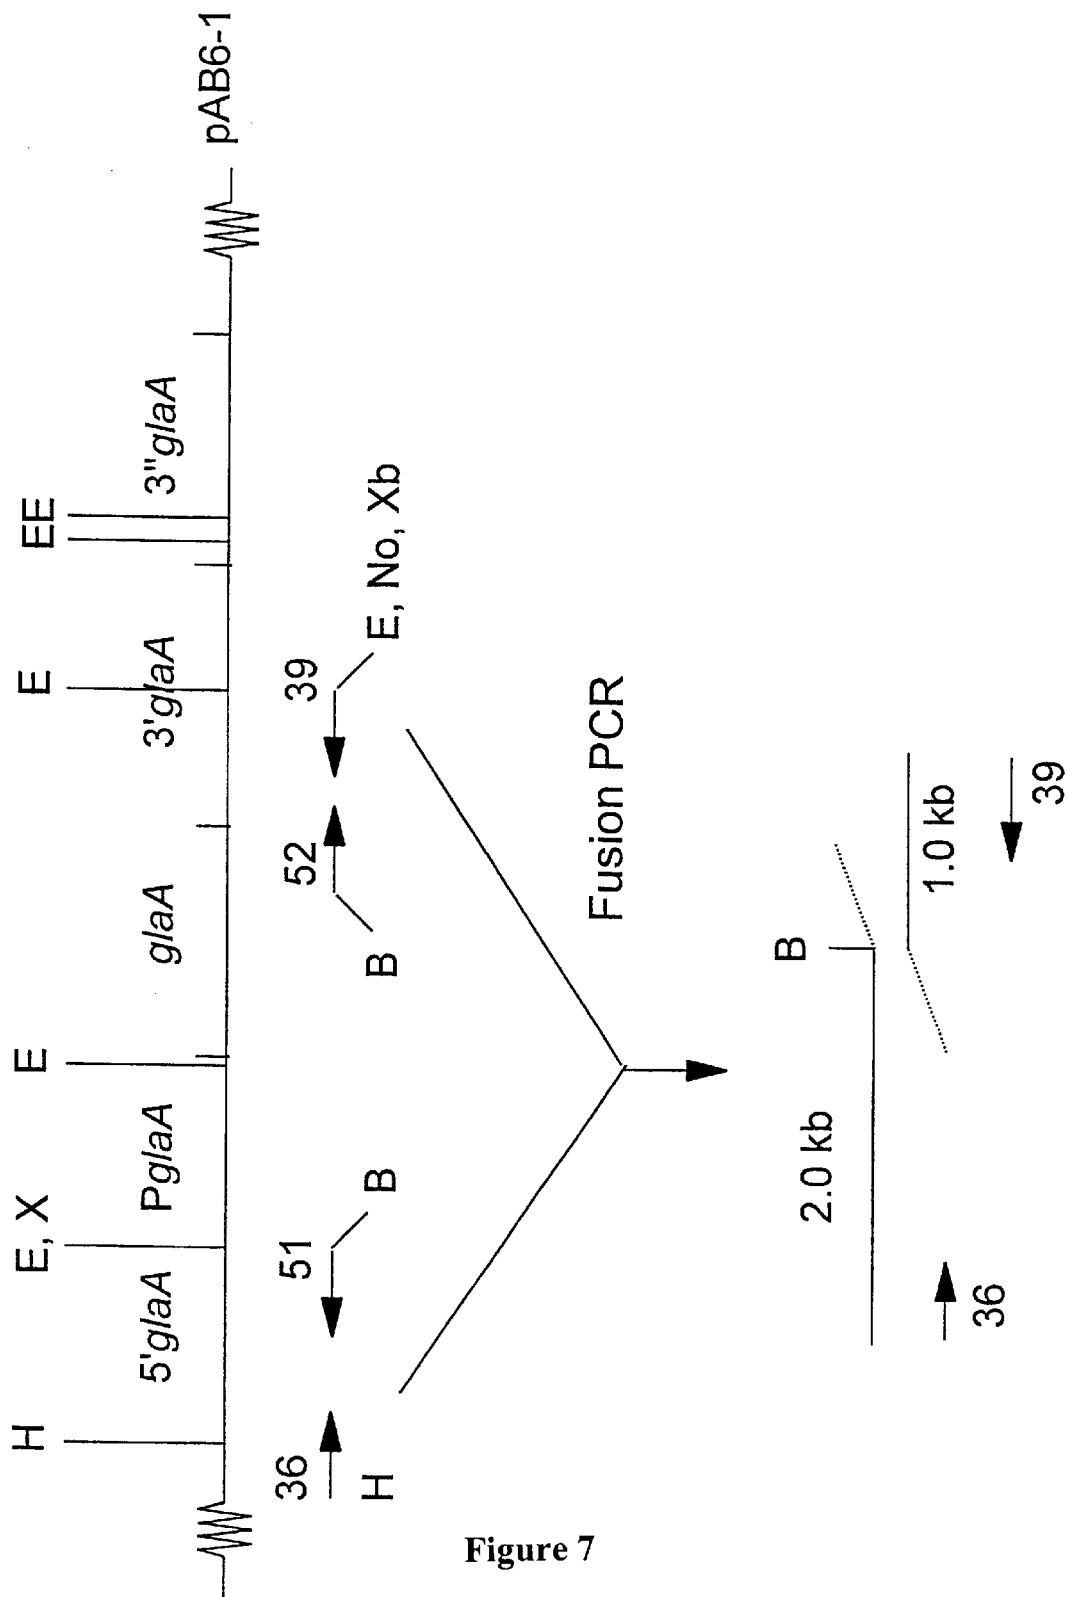 H E, X E E EE
5'glaA PglaA glaA 3'glaA 3"glaA pAB6-1
36 51 52 39
H B B E, No, Xb
Fusion PCR
B
2.0 kb 1.0 kb
36 39
Figure 7